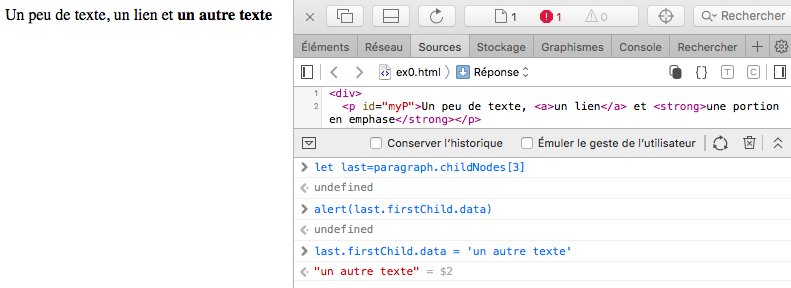 Un peu de texte, un lien et un autre texte
1 1 0 Rechercher
Éléments Réseau Sources Stockage Graphismes Console Rechercher +
ex0.html Réponse {} T C
1 <div>
2 <p id="myP">Un peu de texte, <a>un lien</a> et <strong>une portion
en emphase</strong></p>
Conserver l'historique Émuler le geste de l'utilisateur
let last=paragraph.childNodes[3]
undefined
alert(last.firstChild.data)
undefined
last.firstChild.data = 'un autre texte'
"un autre texte" = $2